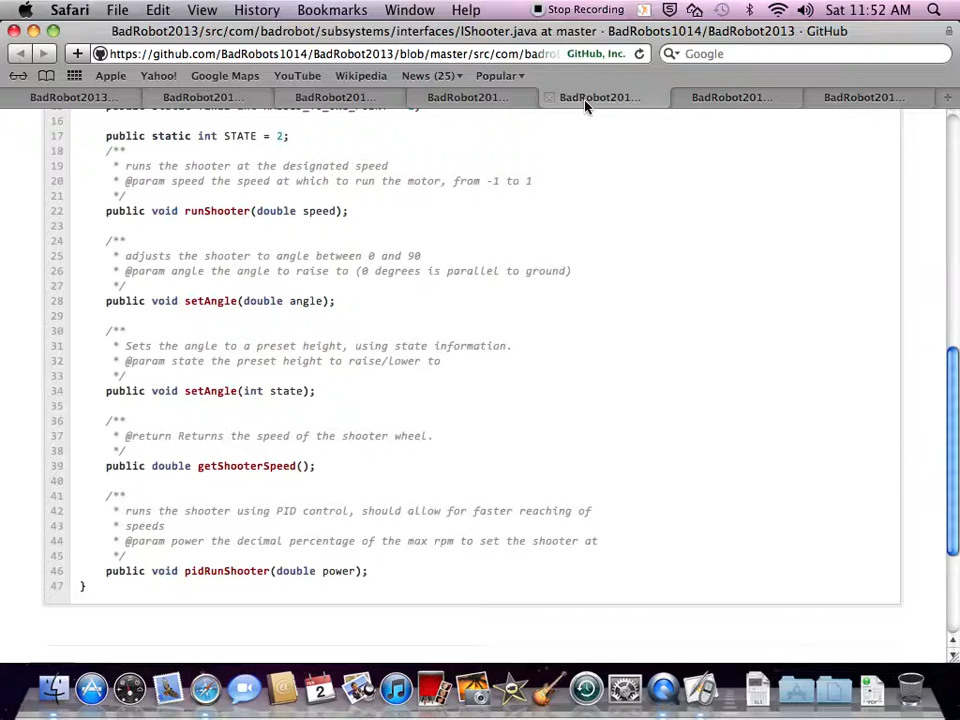 Safari File Edit View History Bookmarks Window Help Stop Recording Sat 11:52 AM
BadRobot2013/src/com/badrobot/subsystems/interfaces/IShooter.java at master · BadRobots1014/BadRobot2013 · GitHub
https://github.com/BadRobots1014/BadRobot2013/blob/master/src/com/badro GitHub, Inc. Google
Apple Yahoo! Google Maps YouTube Wikipedia News (25) Popular
BadRobot2013... BadRobot201... BadRobot201... BadRobot201... BadRobot201... BadRobot201... BadRobot201...
16
17 public static int STATE = 2;
18 /**
19 * runs the shooter at the designated speed
20 * @param speed the speed at which to run the motor, from -1 to 1
21 */
22 public void runShooter(double speed);
23
24 /**
25 * adjusts the shooter to angle between 0 and 90
26 * @param angle the angle to raise to (0 degrees is parallel to ground)
27 */
28 public void setAngle(double angle);
29
30 /**
31 * Sets the angle to a preset height, using state information.
32 * @param state the preset height to raise/lower to
33 */
34 public void setAngle(int state);
35
36 /**
37 * @return Returns the speed of the shooter wheel.
38 */
39 public double getShooterSpeed();
40
41 /**
42 * runs the shooter using PID control, should allow for faster reaching of
43 * speeds
44 * @param power the decimal percentage of the max rpm to set the shooter at
45 */
46 public void pidRunShooter(double power);
47 }
2